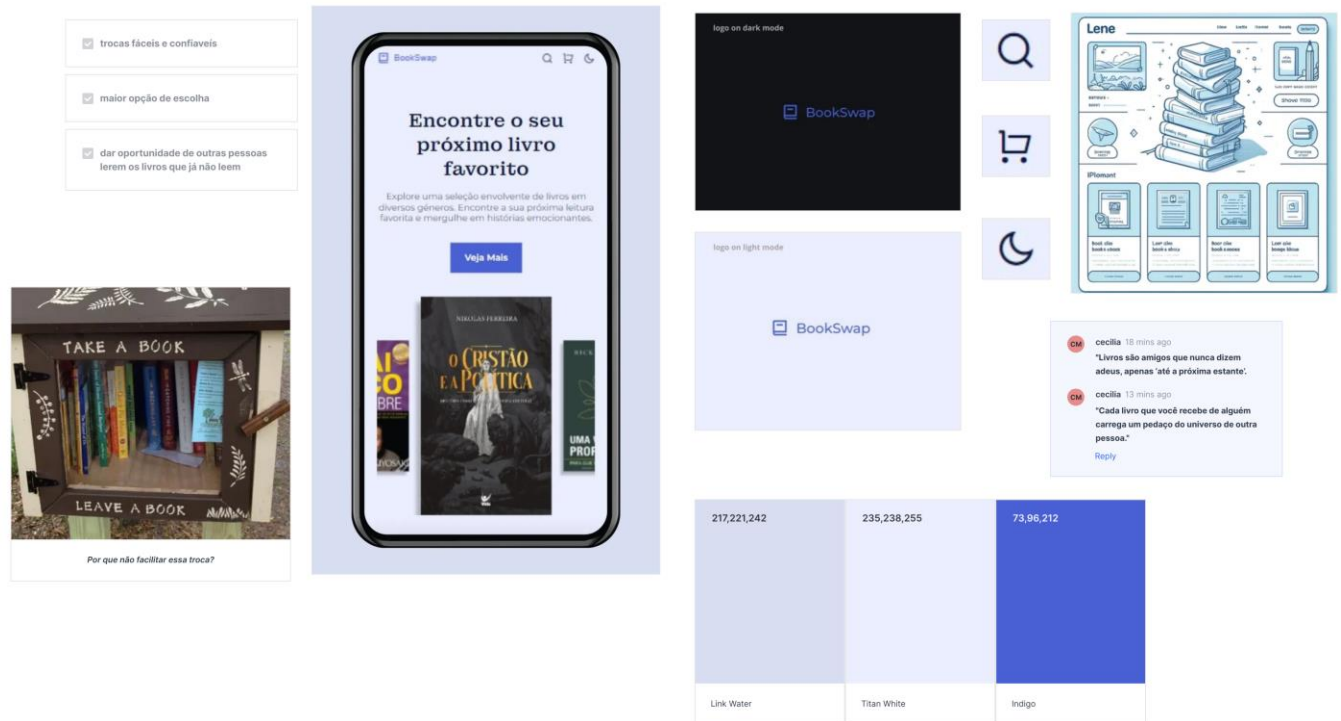 trocas fáceis e confiaveís
maior opção de escolha
dar oportunidade de outras pessoas
lerem os livros que já não leem
TAKE A BOOK
LEAVE A BOOK
Por que não facilitar essa troca?
BookSwap
Encontre o seu
próximo livro
favorito
Explore uma seleção envolvente de livros em
diversos gêneros. Encontre a sua próxima leitura
favorita e mergulhe em histórias emocionantes.
Veja Mais
NIKOLAS FERREIRA
O CRISTÃO
E A POLÍTICA
UMA
PROP
logo on dark mode
BookSwap
logo on light mode
BookSwap
Lene
iPlomant
cecilia 18 mins ago
"Livros são amigos que nunca dizem
adeus, apenas 'até a próxima estante'.
cecilia 13 mins ago
"Cada livro que você recebe de alguém
carrega um pedaço do universo de outra
pessoa."
Reply
CM
CM
217,221,242
235,238,255
73,96,212
Link Water
Titan White
Indigo